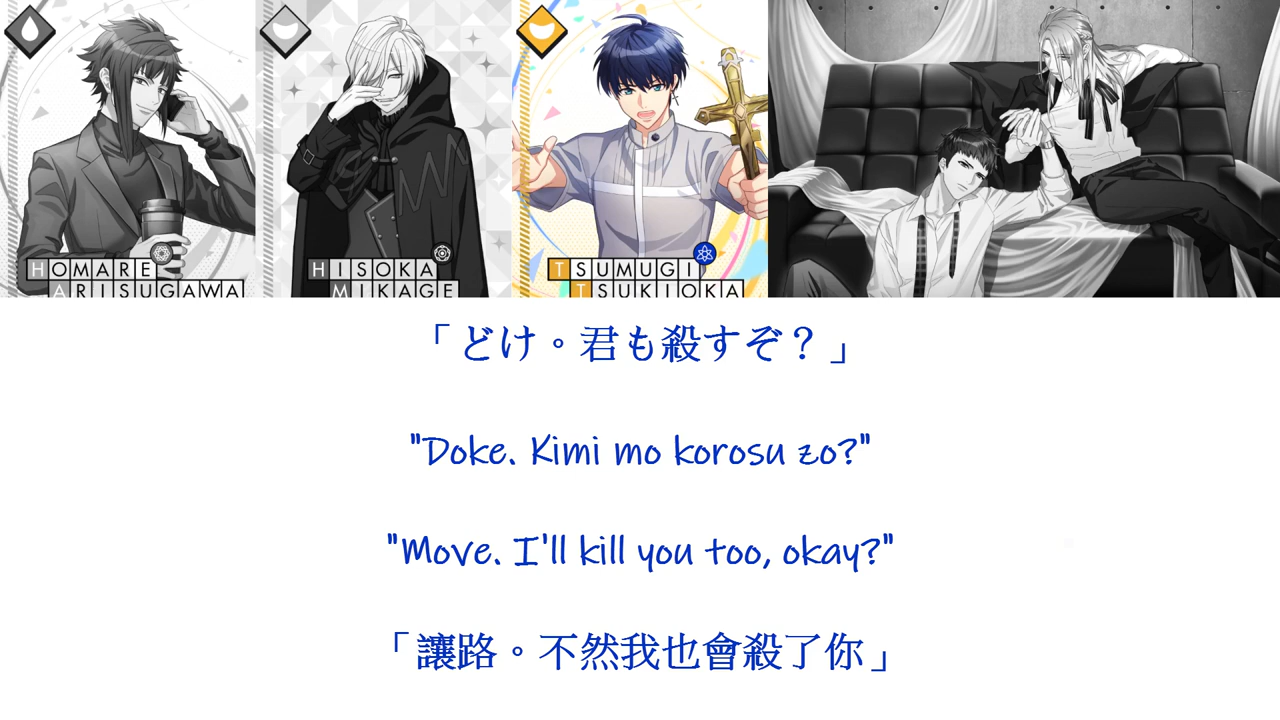 HOMARE
ARISUGAWA
HISOKA
MIKAGE
TSUMUGI
TSUKIOKA
「どけ。君も殺すぞ？」
"Doke. Kimi mo korosu zo?"
"Move. I'll kill you too, okay?"
「讓路。不然我也會殺了你」